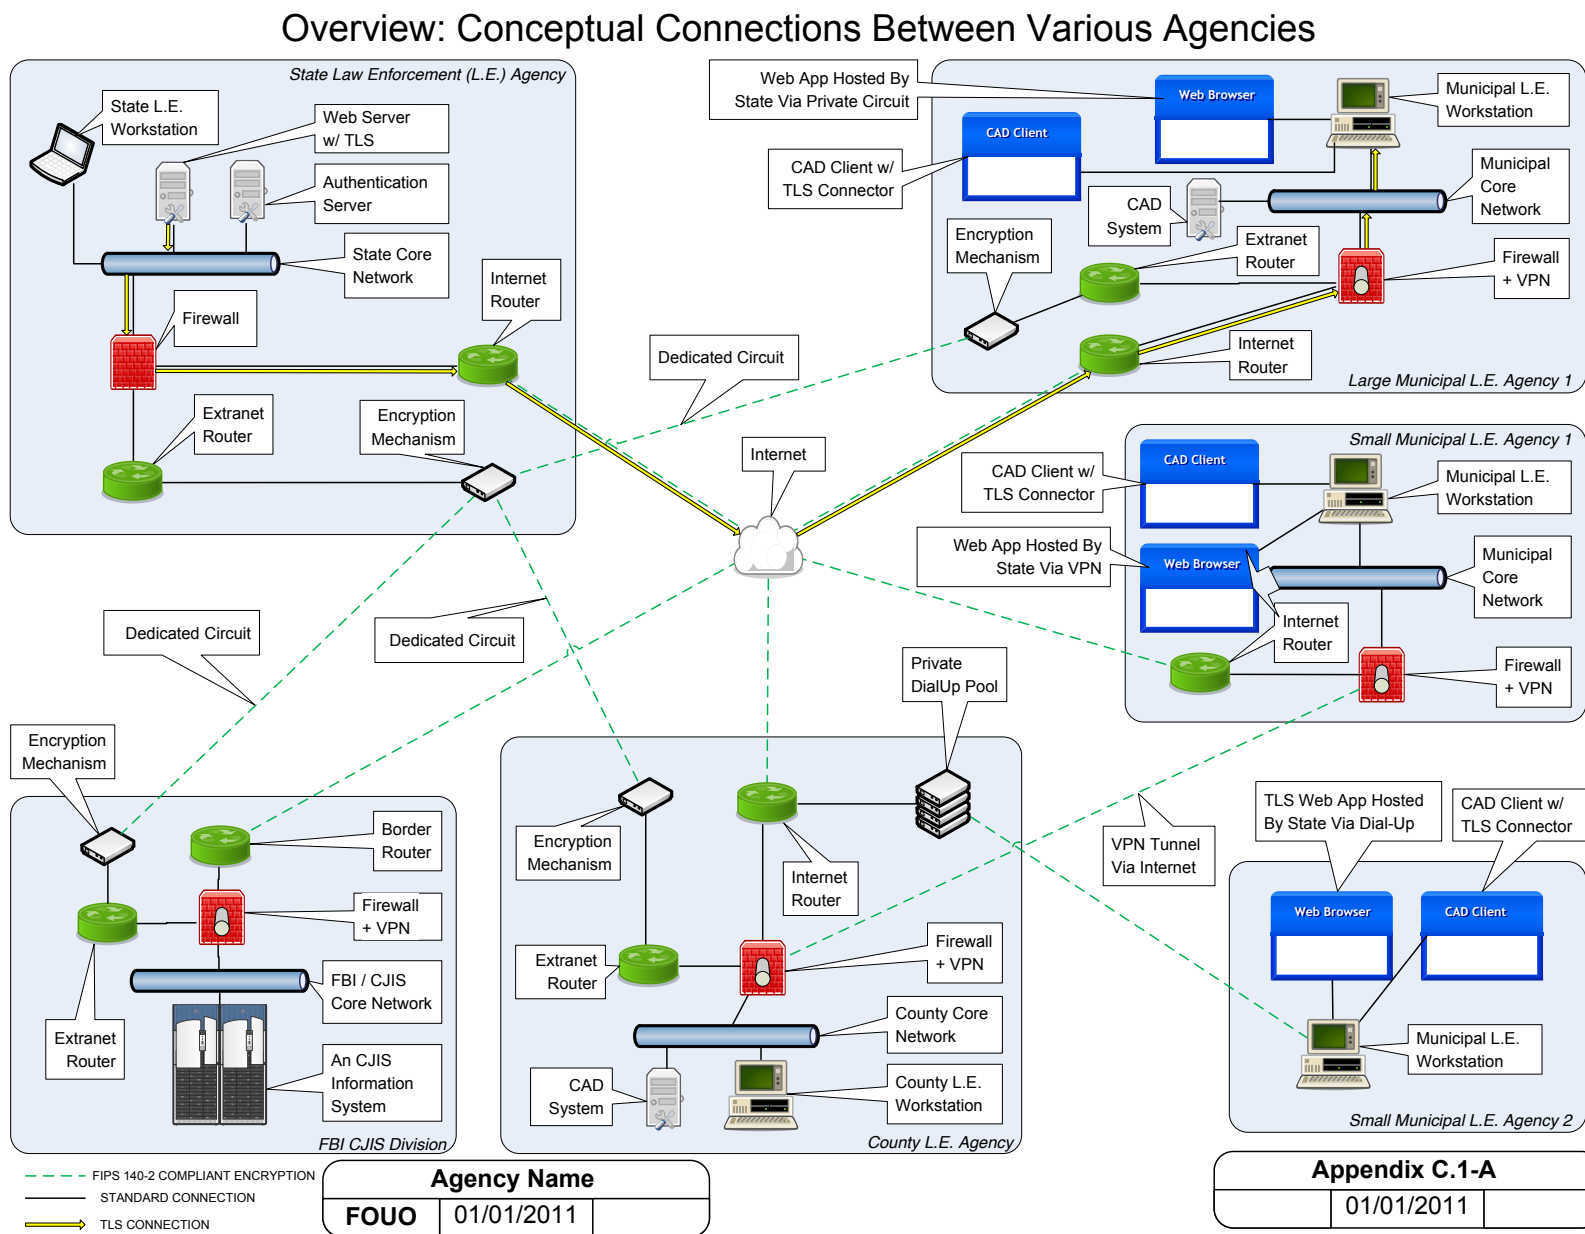 Overview: Conceptual Connections Between Various Agencies
State Law Enforcement (L.E.) Agency
State L.E.
Workstation
Web Server
w/ TLS
Authentication
Server
State Core
Network
Internet
Router
Firewall
Extranet
Router
Encryption
Mechanism
Dedicated Circuit
Internet
Web App Hosted By
State Via Private Circuit
Web Browser
Municipal L.E.
Workstation
CAD Client
CAD Client w/
TLS Connector
Municipal
Core
Network
CAD
System
Encryption
Mechanism
Extranet
Router
Firewall
+ VPN
Internet
Router
Large Municipal L.E. Agency 1
Small Municipal L.E. Agency 1
CAD Client
CAD Client w/
TLS Connector
Municipal L.E.
Workstation
Web App Hosted By
State Via VPN
Web Browser
Municipal
Core
Network
Internet
Router
Firewall
+ VPN
Dedicated Circuit
Dedicated Circuit
Private
DialUp Pool
Encryption
Mechanism
Border
Router
Firewall
+ VPN
FBI / CJIS
Core Network
Extranet
Router
An CJIS
Information
System
FBI CJIS Division
Encryption
Mechanism
Internet
Router
Extranet
Router
Firewall
+ VPN
County Core
Network
CAD
System
County L.E.
Workstation
County L.E. Agency
VPN Tunnel
Via Internet
TLS Web App Hosted
By State Via Dial-Up
CAD Client w/
TLS Connector
Web Browser
CAD Client
Municipal L.E.
Workstation
Small Municipal L.E. Agency 2
FIPS 140-2 COMPLIANT ENCRYPTION
STANDARD CONNECTION
TLS CONNECTION
Agency Name
FOUO 01/01/2011
Appendix C.1-A
01/01/2011